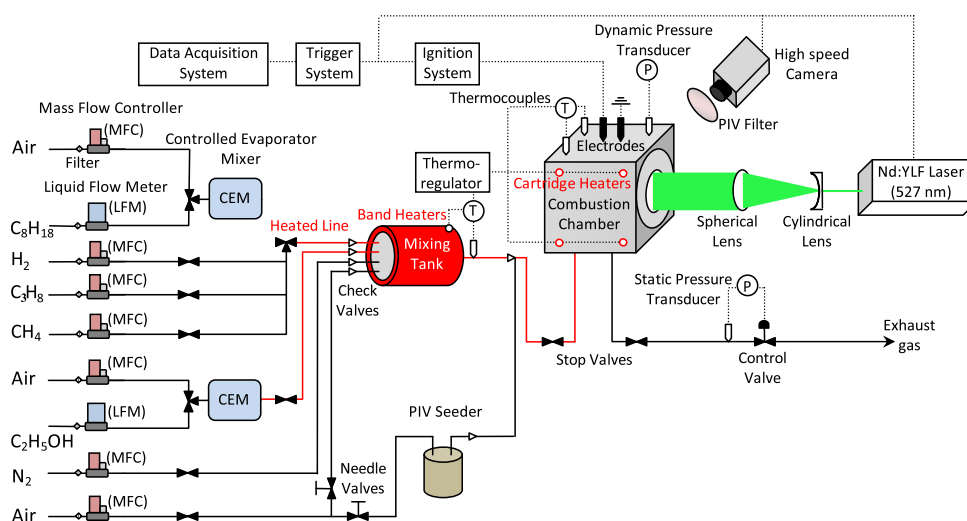 Data Acquisition
System
Trigger
System
Ignition
System
Dynamic Pressure
Transducer
P
High speed
Camera
PIV Filter
Thermocouples
T
Electrodes
Mass Flow Controller
(MFC)
Air
Filter
Controlled Evaporator
Mixer
CEM
Liquid Flow Meter
(LFM)
C8H18
Thermo-
regulator
T
Cartridge Heaters
Combustion
Chamber
Nd:YLF Laser
(527 nm)
Spherical
Lens
Cylindrical
Lens
Heated Line
Band Heaters
Mixing
Tank
Check
Valves
H2
(MFC)
C3H8
(MFC)
CH4
(MFC)
Static Pressure
Transducer
P
Exhaust
gas
Stop Valves
Control
Valve
Air
(MFC)
CEM
(LFM)
C2H5OH
PIV Seeder
N2
(MFC)
Needle
Valves
Air
(MFC)